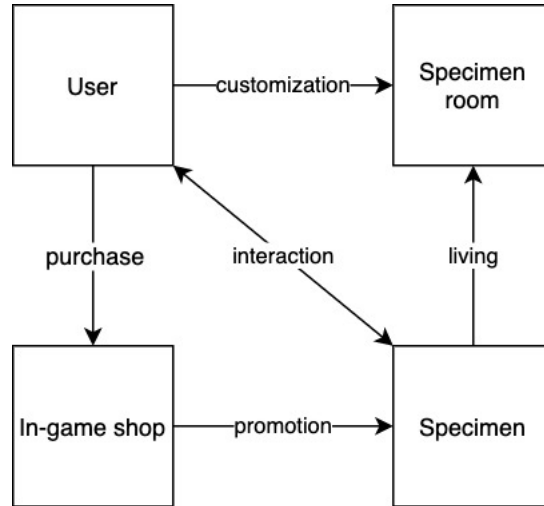 User
customization
Specimen
room
purchase
interaction
living
In-game shop
promotion
Specimen